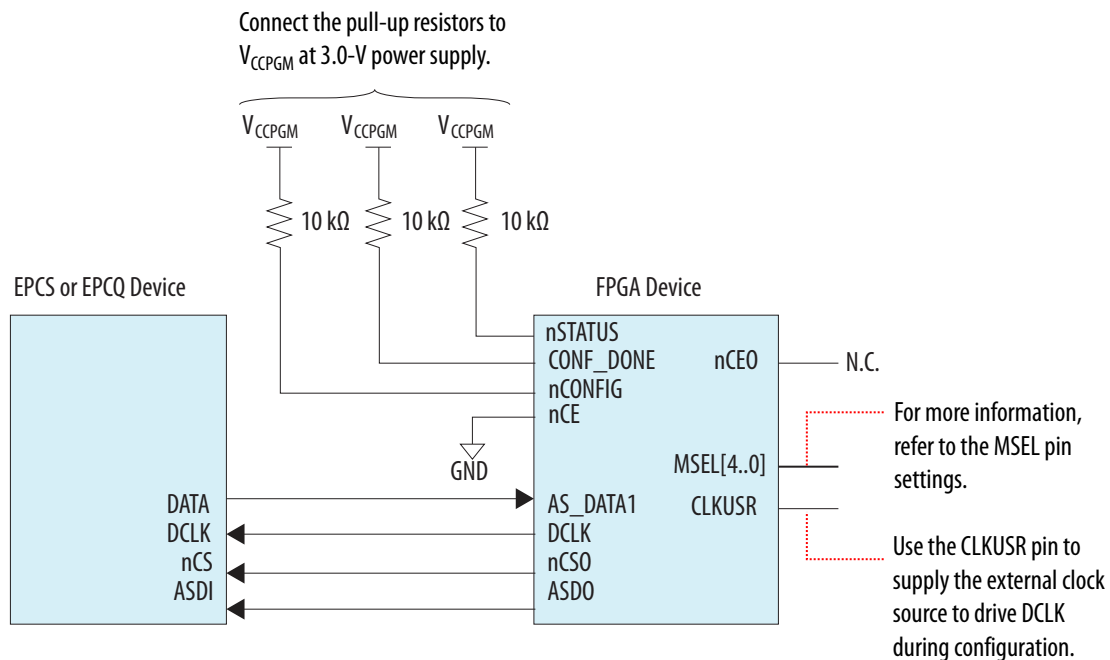 Connect the pull-up resistors to
V_CCPGM at 3.0-V power supply.
V_CCPGM V_CCPGM V_CCPGM
10 kΩ 10 kΩ 10 kΩ
EPCS or EPCQ Device
FPGA Device
nSTATUS
CONF_DONE
nCONFIG
nCE
GND
nCEO
N.C.
MSEL[4..0]
CLKUSR
For more information,
refer to the MSEL pin
settings.
Use the CLKUSR pin to
supply the external clock
source to drive DCLK
during configuration.
DATA
DCLK
nCS
ASDI
AS_DATA1
DCLK
nCSO
ASDO